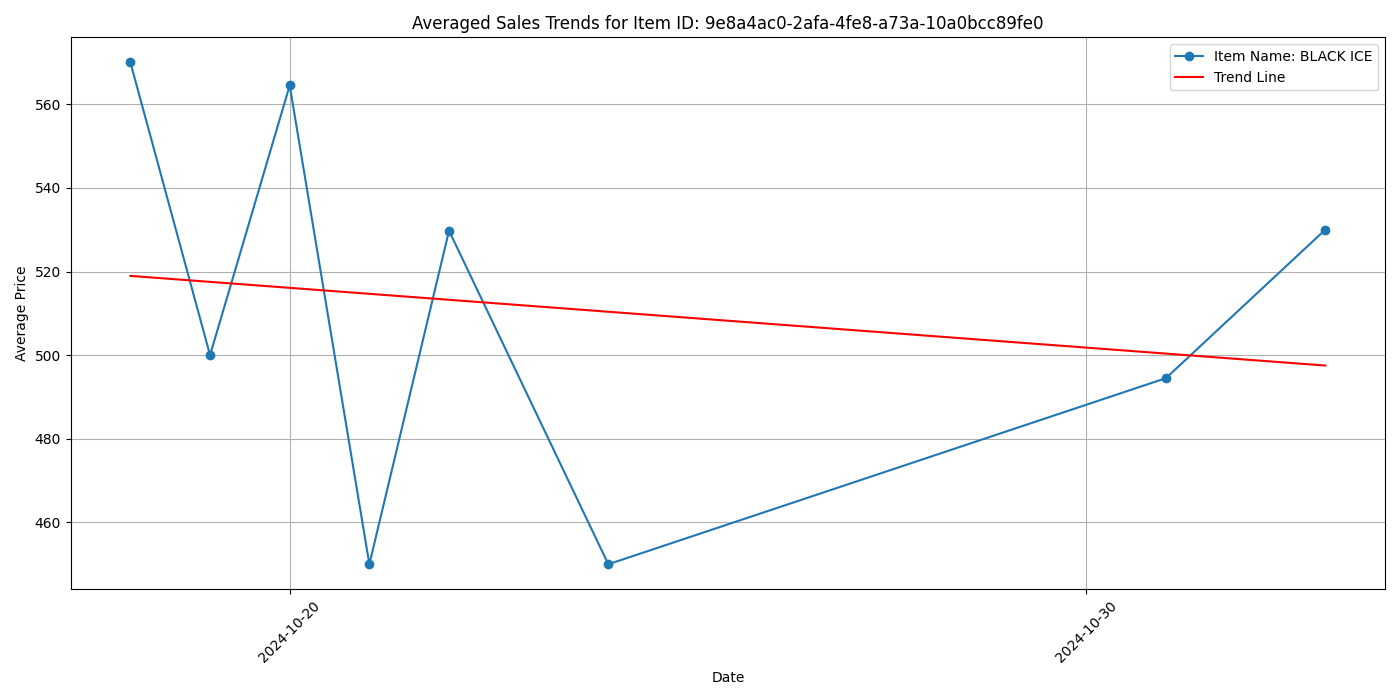 Averaged Sales Trends for Item ID: 9e8a4ac0-2afa-4fe8-a73a-10a0bcc89fe0
Item Name: BLACK ICE
Trend Line
Average Price
560
540
520
500
480
460
2024-10-20
2024-10-30
Date